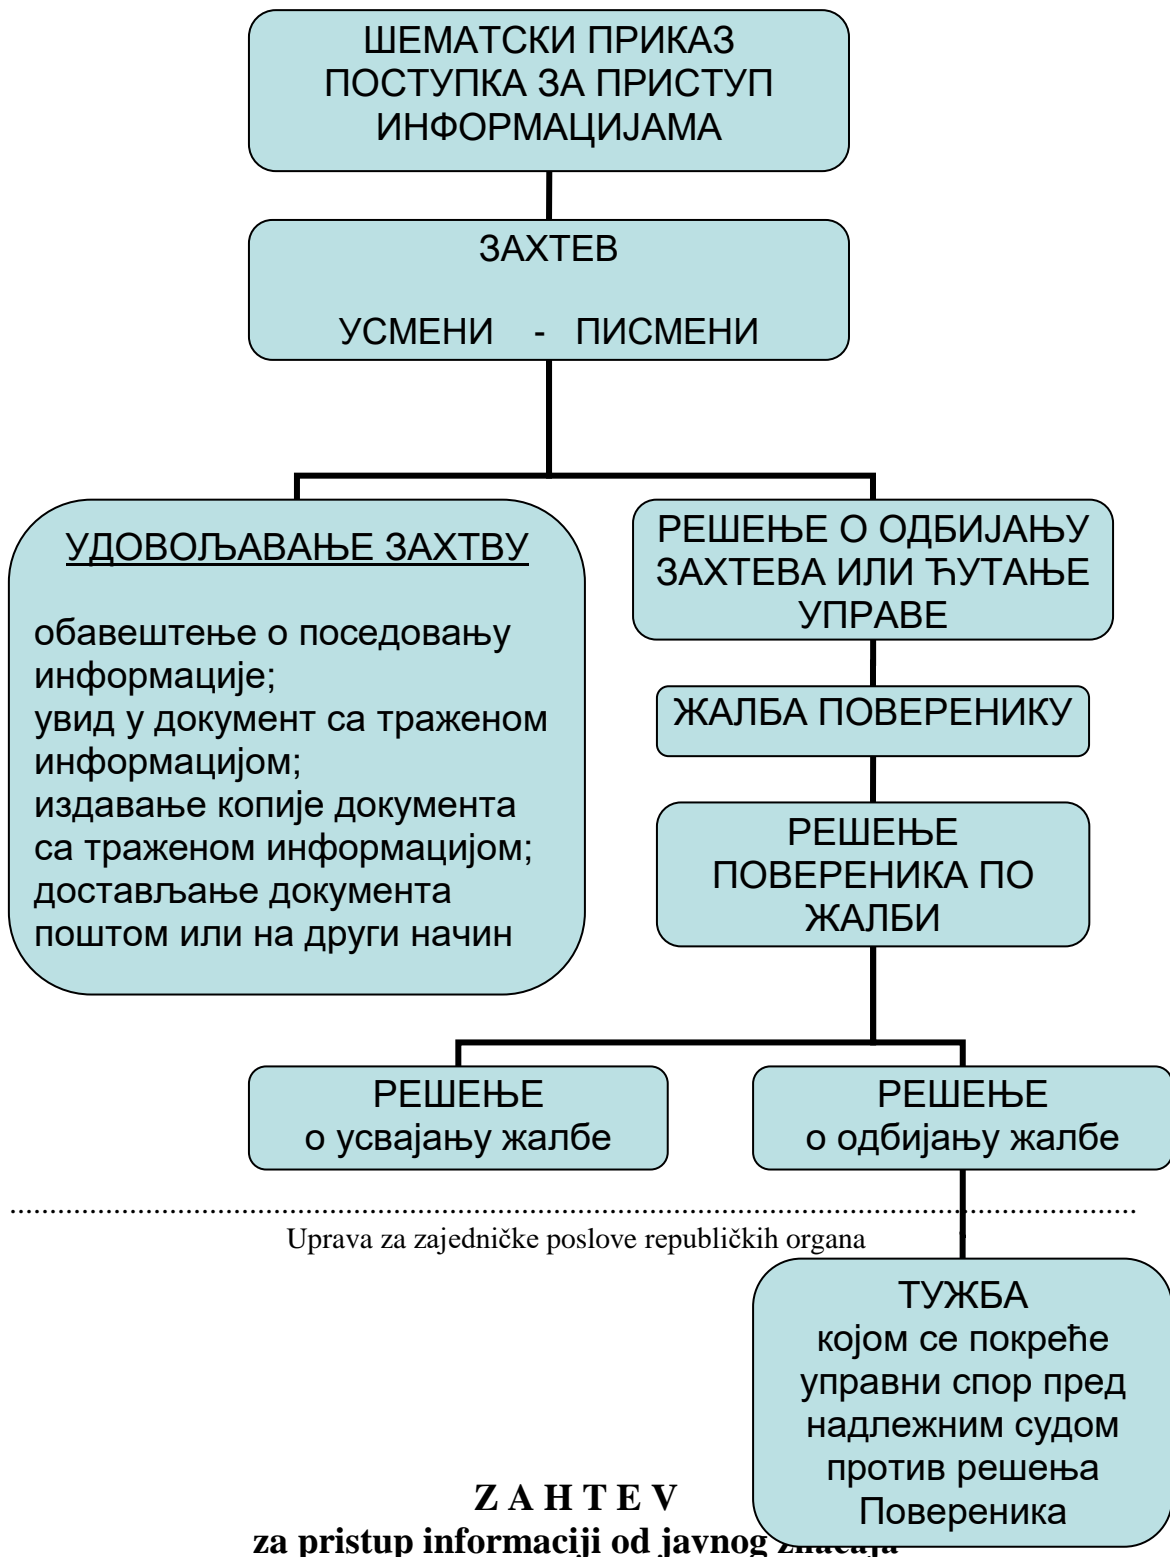 ШЕМАТСКИ ПРИКАЗ
ПОСТУПКА ЗА ПРИСТУП
ИНФОРМАЦИЈАМА
ЗАХТЕВ
УСМЕНИ - ПИСМЕНИ
УДОВОЉАВАЊЕ ЗАХТВУ
обавештење о поседовању
информације;
увид у документ са траженом
информацијом;
издавање копије документа
са траженом информацијом;
достављање документа
поштом или на други начин
РЕШЕЊЕ О ОДБИЈАЊУ
ЗАХТЕВА ИЛИ ЋУТАЊЕ
УПРАВЕ
ЖАЛБА ПОВЕРЕНИКУ
РЕШЕЊЕ
ПОВЕРЕНИКА ПО
ЖАЛБИ
РЕШЕЊЕ
о усвајању жалбе
РЕШЕЊЕ
о одбијању жалбе
Uprava za zajedničke poslove republičkih organa
ТУЖБА
којом се покреће
управни спор пред
надлежним судом
против решења
Повереника
Z A H T E V
za pristup informaciji od javnog